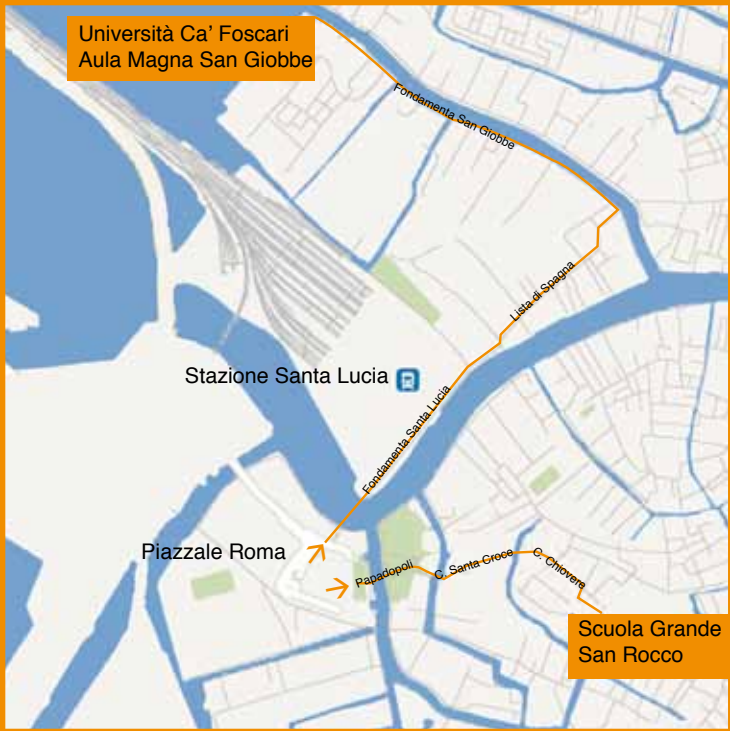 Università Ca' Foscari
Aula Magna San Giobbe
Fondamenta San Giobbe
Lista di Spagna
Stazione Santa Lucia
Fondamenta Santa Lucia
Piazzale Roma
Papadopoli
C. Santa Croce
C. Chiovere
Scuola Grande
San Rocco